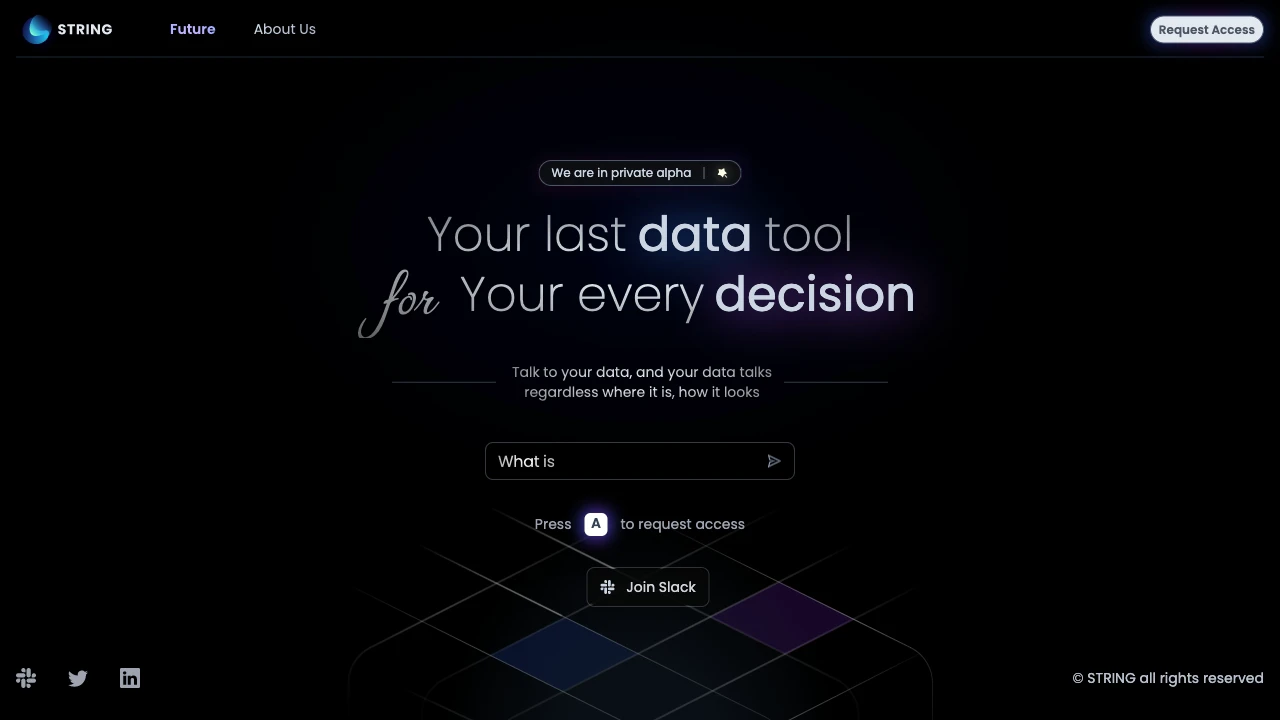 STRING
Future
About Us
Request Access
We are in private alpha |
Your last data tool
for Your every decision
Talk to your data, and your data talks
regardless where it is, how it looks
What is
Press A to request access
Join Slack
in
© STRING all rights reserved